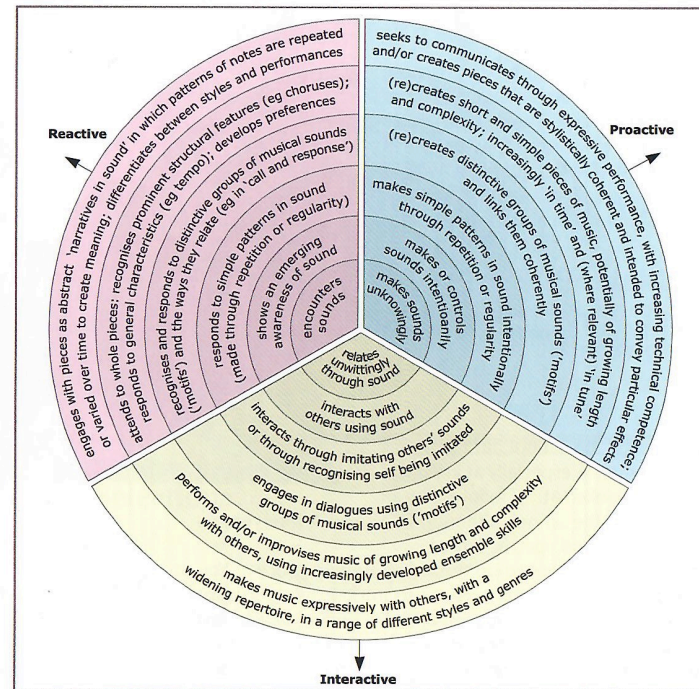 Reactive
engages with pieces as abstract ‘narratives in sound’ in which patterns of notes are repeated
or varied over time to create meaning; differentiates between styles and performances
attends to whole pieces; recognises prominent structural features (eg choruses);
responds to general characteristics (eg tempo); develops preferences
recognises and responds to distinctive groups of musical sounds
(‘motifs’) and the ways they relate (eg in ‘call and response’)
responds to simple patterns in sound
(made through repetition or regularity)
shows an emerging
awareness of sound
encounters
sounds
Proactive
seeks to communicates through expressive performance, with increasing technical competence;
and/or creates pieces that are stylistically coherent and intended to convey particular effects
(re)creates short and simple pieces of music, potentially of growing length
and complexity; increasingly ‘in time’ and (where relevant) ‘in tune’
(re)creates distinctive groups of musical sounds (‘motifs’)
and links them coherently
makes simple patterns in sound intentionally
through repetition or regularity
makes or controls
sounds intentionally
makes sounds
unknowingly
relates
unwittingly
through sound
interacts with
others using sound
interacts through imitating others’ sounds
or through recognising self being imitated
engages in dialogues using distinctive
groups of musical sounds (‘motifs’)
performs and/or improvises music of growing length and complexity
with others, using increasingly developed ensemble skills
makes music expressively with others, with a
widening repertoire, in a range of different styles and genres
Interactive